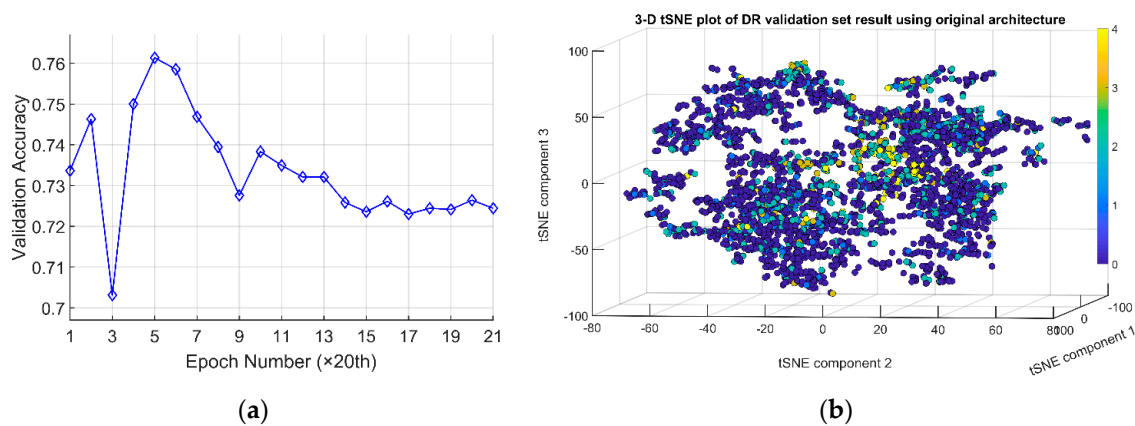 0.76
0.75
0.74
0.73
0.72
0.71
0.7
Validation Accuracy
1 3 5 7 9 11 13 15 17 19 21
Epoch Number (×20th)
(a)
3-D tSNE plot of DR validation set result using original architecture
100
50
0
-50
-100
tSNE component 3
-80 -60 -40 -20 0 20 40 60 80
tSNE component 2
100 0 -100
tSNE component 1
4
3
2
1
0
(b)